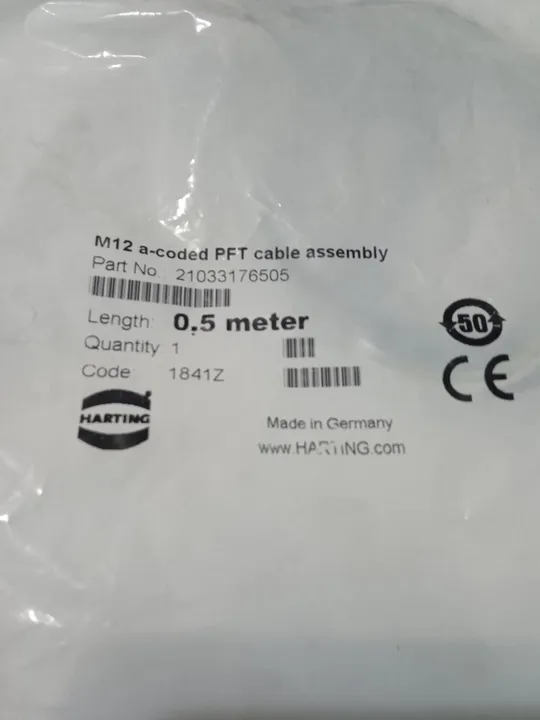 M12 a-coded PFT cable assembly
Part No. 21033176505
Length: 0.5 meter
Quantity 1
Code 1841Z
50
CE
HARTING
Made in Germany
www.HARTING.com